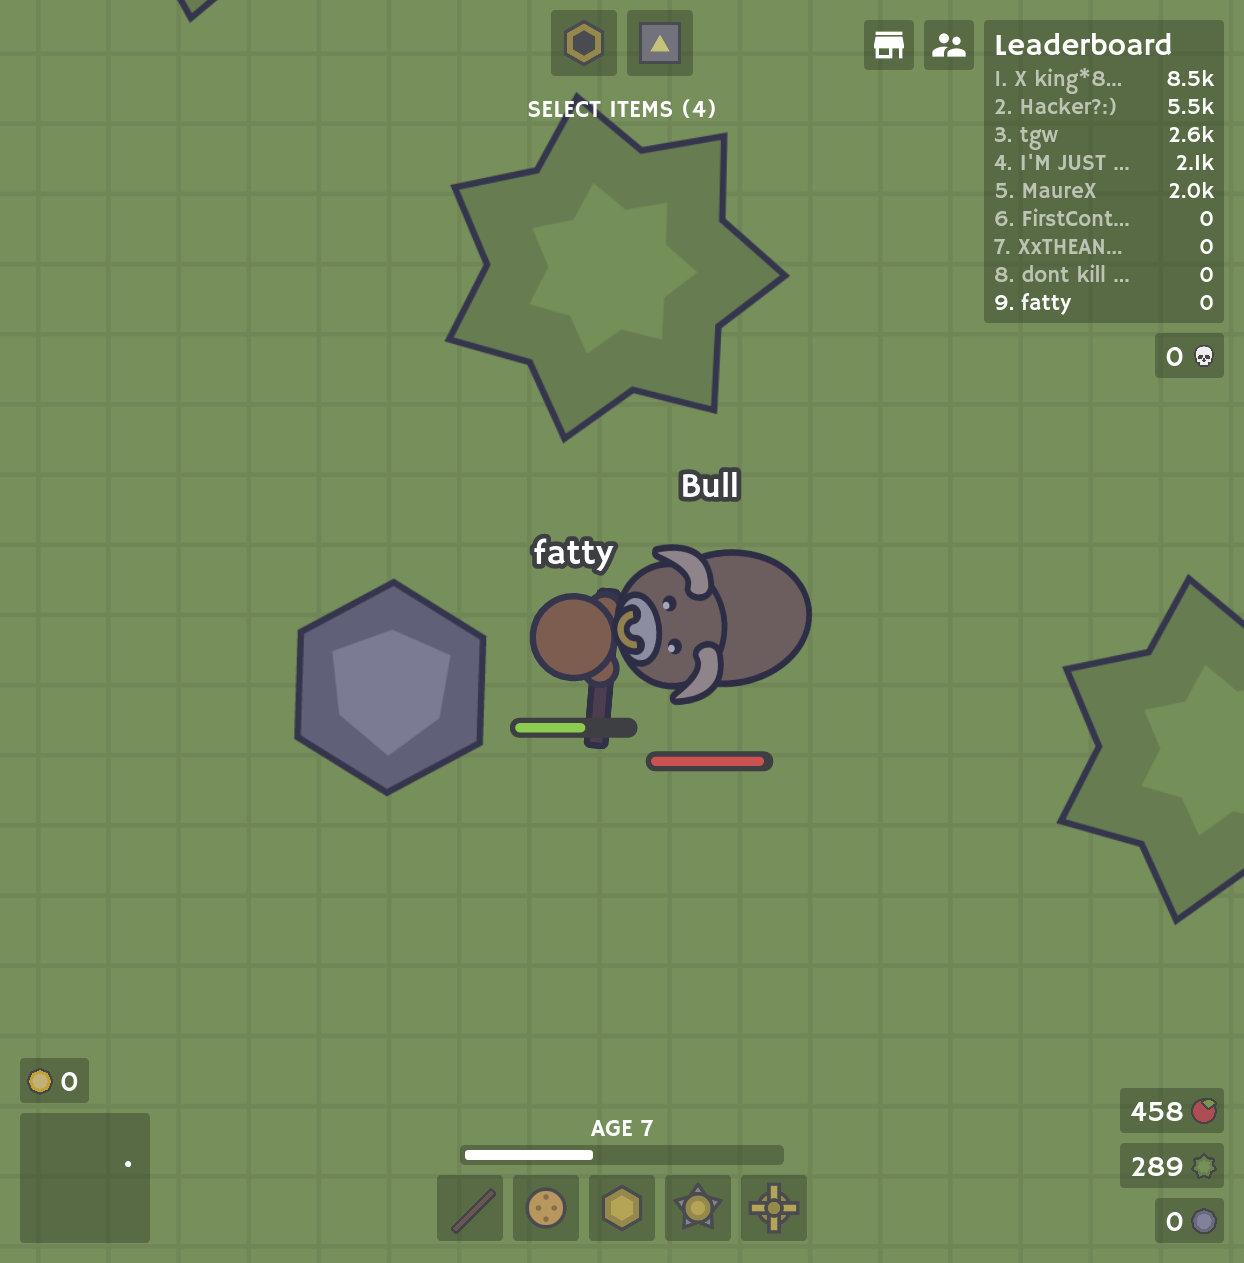 SELECT ITEMS (4)
Leaderboard
1. X king*8... 8.5k
2. Hacker?:) 5.5k
3. tgw 2.6k
4. I'M JUST ... 2.1k
5. MaureX 2.0k
6. FirstCont... 0
7. XxTHEAN... 0
8. dont kill ... 0
9. fatty 0
0
Bull
fatty
0
458
AGE 7
289
0